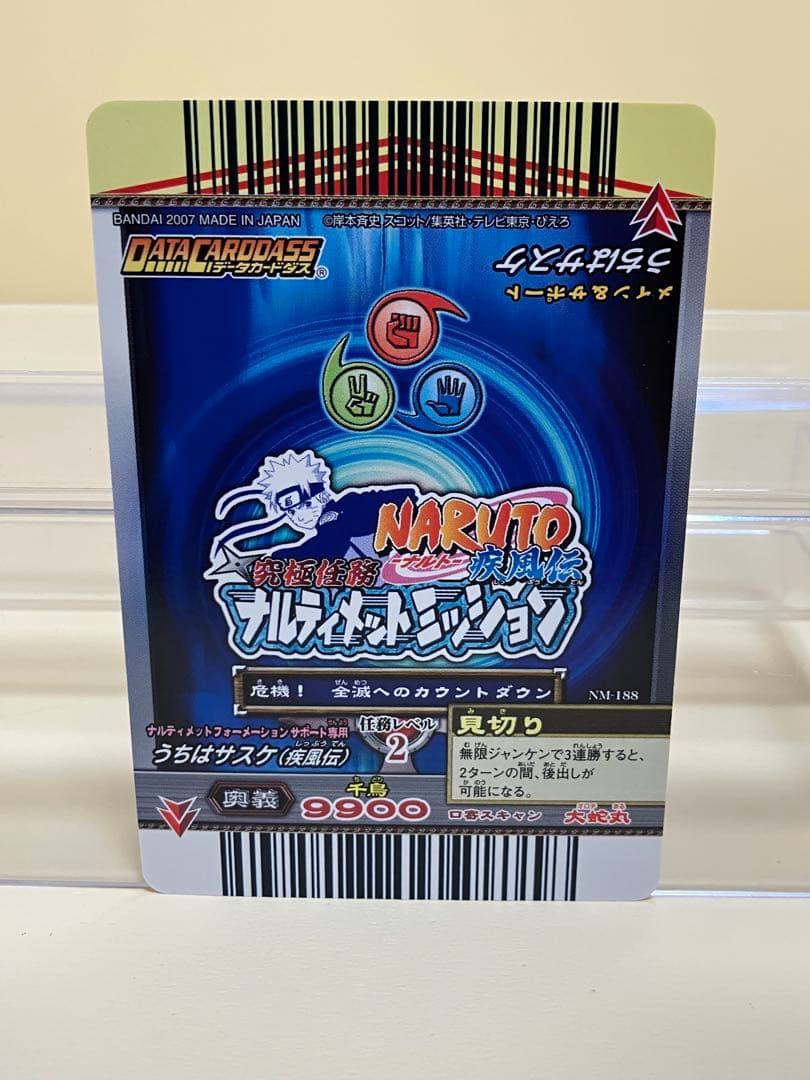 BANDAI 2007 MADE IN JAPAN ©岸本斉史 スコット/集英社・テレビ東京・ぴえろ
DATA CARDDASS
データカードダス®
うちはサスケ
メイン&サポート
NARUTO
-ナルト- 疾風伝
究極任務
ナルティメットミッション
危機! 全滅へのカウントダウン
NM-188
ナルティメットフォーメーション サポート専用
うちはサスケ(疾風伝)
任務レベル
2
見切り
無限ジャンケンで3連勝すると、
2ターンの間、後出しが
可能になる。
奥義
千鳥
9900
口寄スキャン
大蛇丸